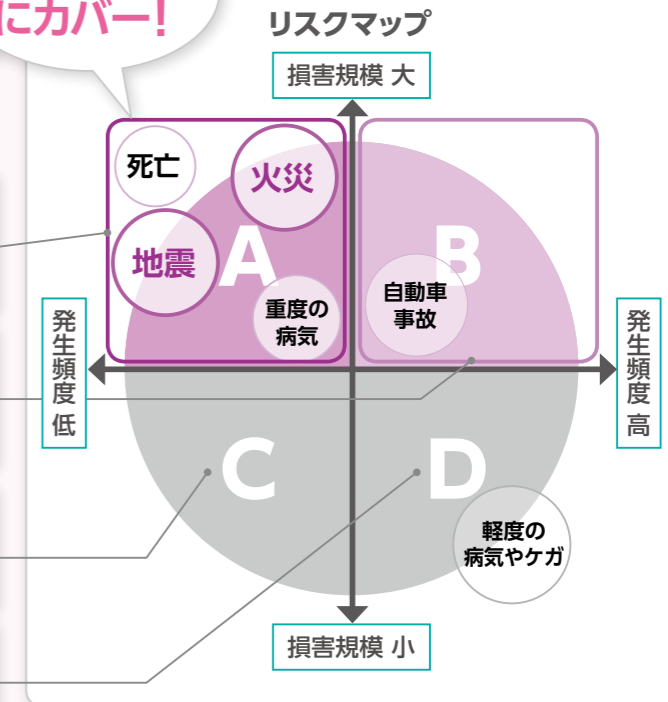 にカバー!
リスクマップ
損害規模 大
死亡
火災
地震
A
B
重度の
病気
自動車
事故
発生頻度 低
発生頻度 高
C
D
軽度の
病気やケガ
損害規模 小